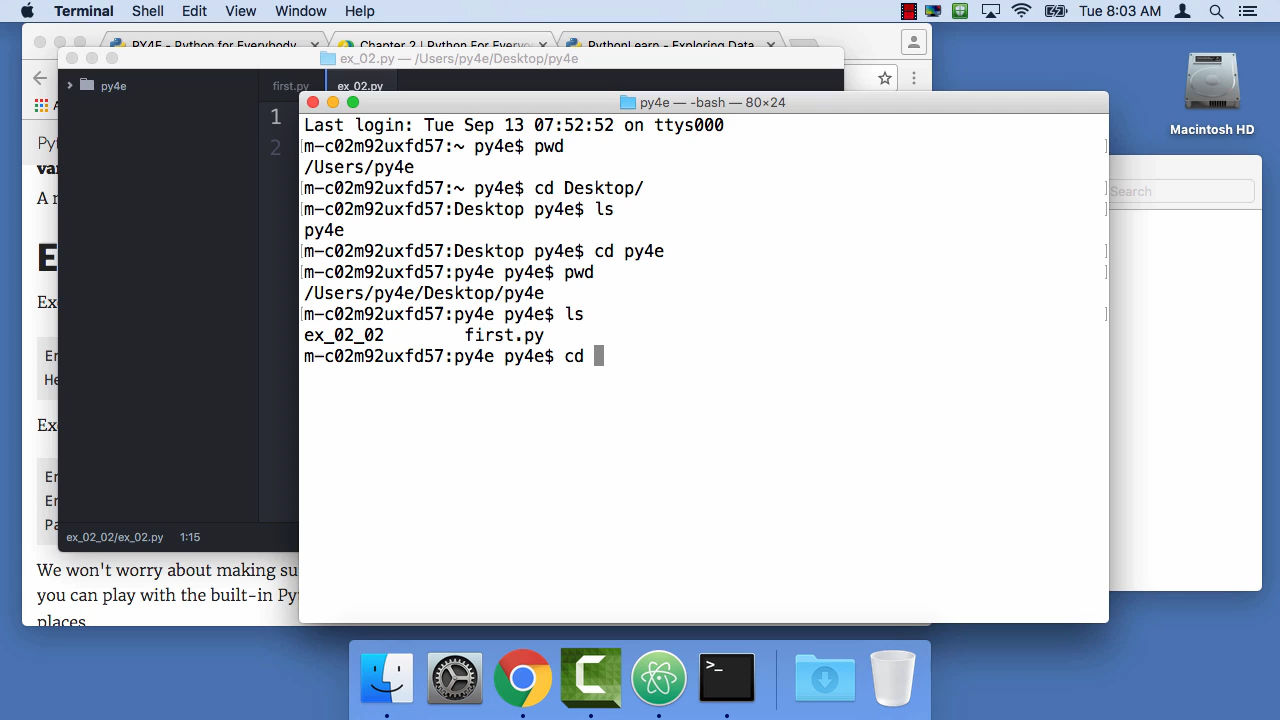 Terminal Shell Edit View Window Help Tue 8:03 AM
PY4E - Python for Everybody Chapter 2 | Python For Everyo PythonLearn - Exploring Data
ex_02.py — /Users/py4e/Desktop/py4e
py4e
first.py ex_02.py
1
2
py4e — -bash — 80×24
Last login: Tue Sep 13 07:52:52 on ttys000
m-c02m92uxfd57:~ py4e$ pwd
/Users/py4e
m-c02m92uxfd57:~ py4e$ cd Desktop/
m-c02m92uxfd57:Desktop py4e$ ls
py4e
m-c02m92uxfd57:Desktop py4e$ cd py4e
m-c02m92uxfd57:py4e py4e$ pwd
/Users/py4e/Desktop/py4e
m-c02m92uxfd57:py4e py4e$ ls
ex_02_02 first.py
m-c02m92uxfd57:py4e py4e$ cd
ex_02_02/ex_02.py 1:15
We won't worry about making su
you can play with the built-in Py
places
Macintosh HD
Search
>_